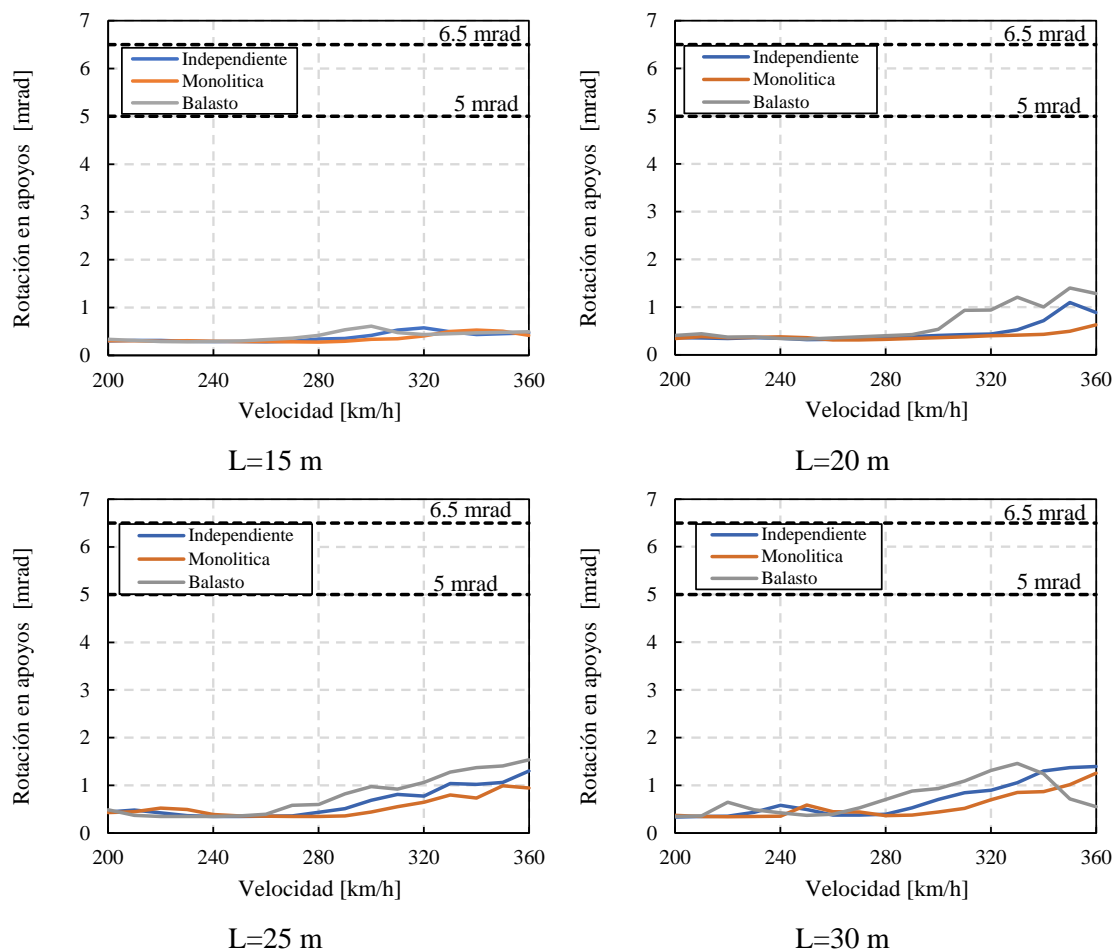 7
6.5 mrad
6
Independiente
Monolitica
Balasto
5 mrad
5
4
3
2
1
0
Rotación en apoyos [mrad]
200 240 280 320 360
Velocidad [km/h]
L=15 m
7
6.5 mrad
6
Independiente
Monolitica
Balasto
5 mrad
5
4
3
2
1
0
Rotación en apoyos [mrad]
200 240 280 320 360
Velocidad [km/h]
L=20 m
7
6.5 mrad
6
Independiente
Monolitica
Balasto
5 mrad
5
4
3
2
1
0
Rotación en apoyos [mrad]
200 240 280 320 360
Velocidad [km/h]
L=25 m
7
6.5 mrad
6
Independiente
Monolitica
Balasto
5 mrad
5
4
3
2
1
0
Rotación en apoyos [mrad]
200 240 280 320 360
Velocidad [km/h]
L=30 m